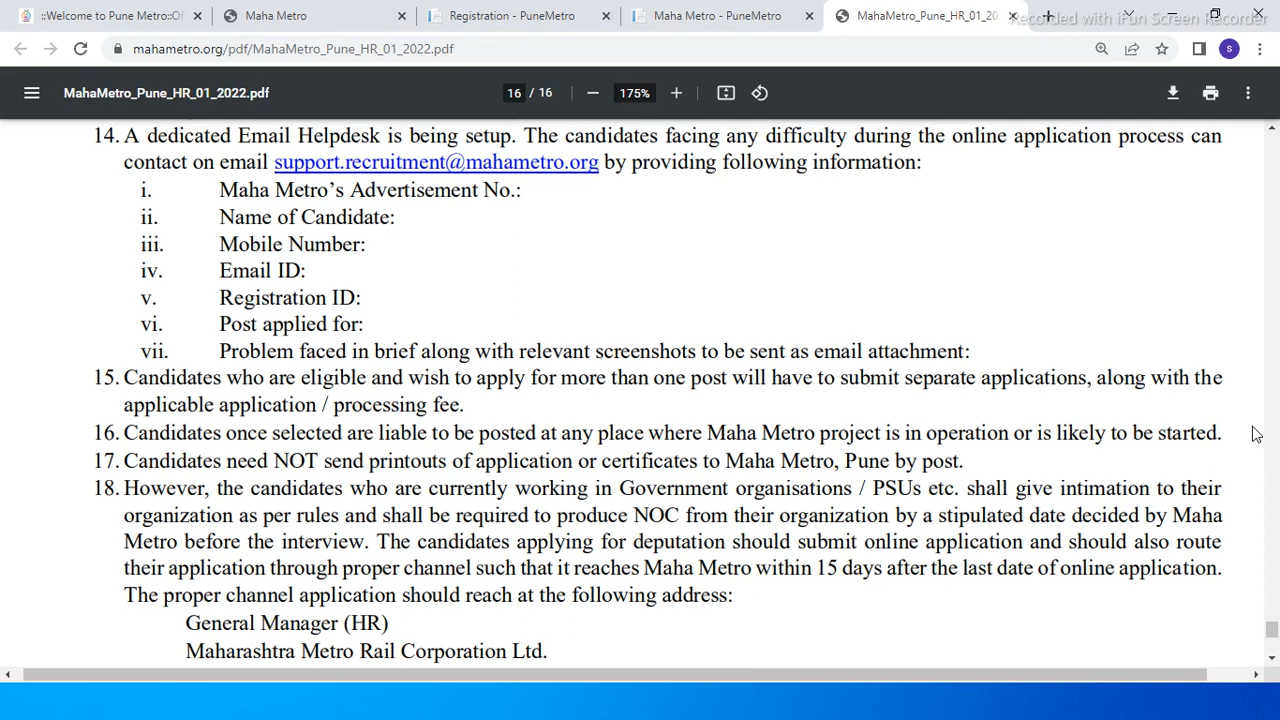 ::Welcome to Pune Metro::Of
Maha Metro
Registration - PuneMetro
Maha Metro - PuneMetro
MahaMetro_Pune_HR_01_20
Recorded with iFun Screen Recorder
mahametro.org/pdf/MahaMetro_Pune_HR_01_2022.pdf
S
MahaMetro_Pune_HR_01_2022.pdf
16 / 16
175%
14. A dedicated Email Helpdesk is being setup. The candidates facing any difficulty during the online application process can
contact on email support.recruitment@mahametro.org by providing following information:
i. Maha Metro’s Advertisement No.:
ii. Name of Candidate:
iii. Mobile Number:
iv. Email ID:
v. Registration ID:
vi. Post applied for:
vii. Problem faced in brief along with relevant screenshots to be sent as email attachment:
15. Candidates who are eligible and wish to apply for more than one post will have to submit separate applications, along with the
applicable application / processing fee.
16. Candidates once selected are liable to be posted at any place where Maha Metro project is in operation or is likely to be started.
17. Candidates need NOT send printouts of application or certificates to Maha Metro, Pune by post.
18. However, the candidates who are currently working in Government organisations / PSUs etc. shall give intimation to their
organization as per rules and shall be required to produce NOC from their organization by a stipulated date decided by Maha
Metro before the interview. The candidates applying for deputation should submit online application and should also route
their application through proper channel such that it reaches Maha Metro within 15 days after the last date of online application.
The proper channel application should reach at the following address:
General Manager (HR)
Maharashtra Metro Rail Corporation Ltd.